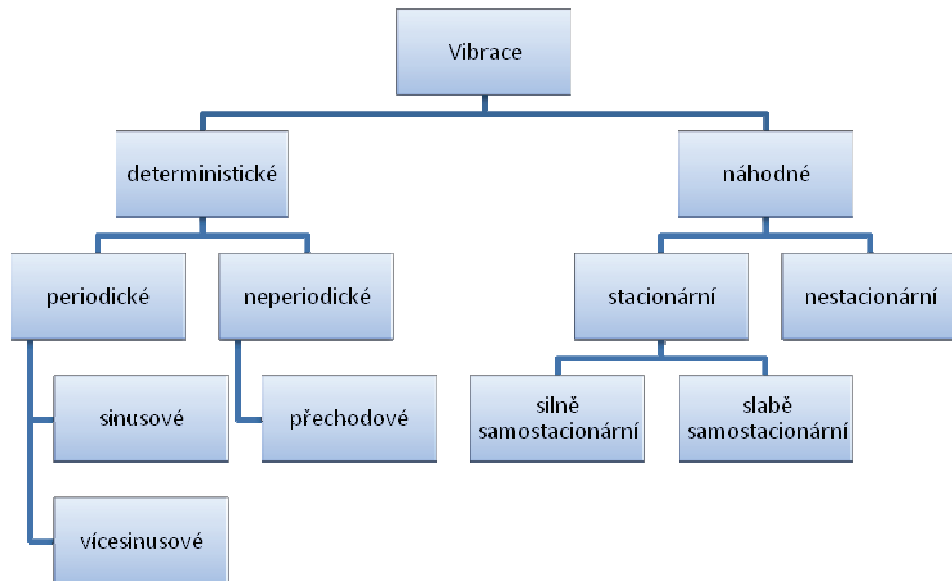 Vibrace
deterministické
náhodné
periodické
neperiodické
stacionární
nestacionární
sinusové
přechodové
silně
samostacionární
slabě
samostacionární
vícesinusové